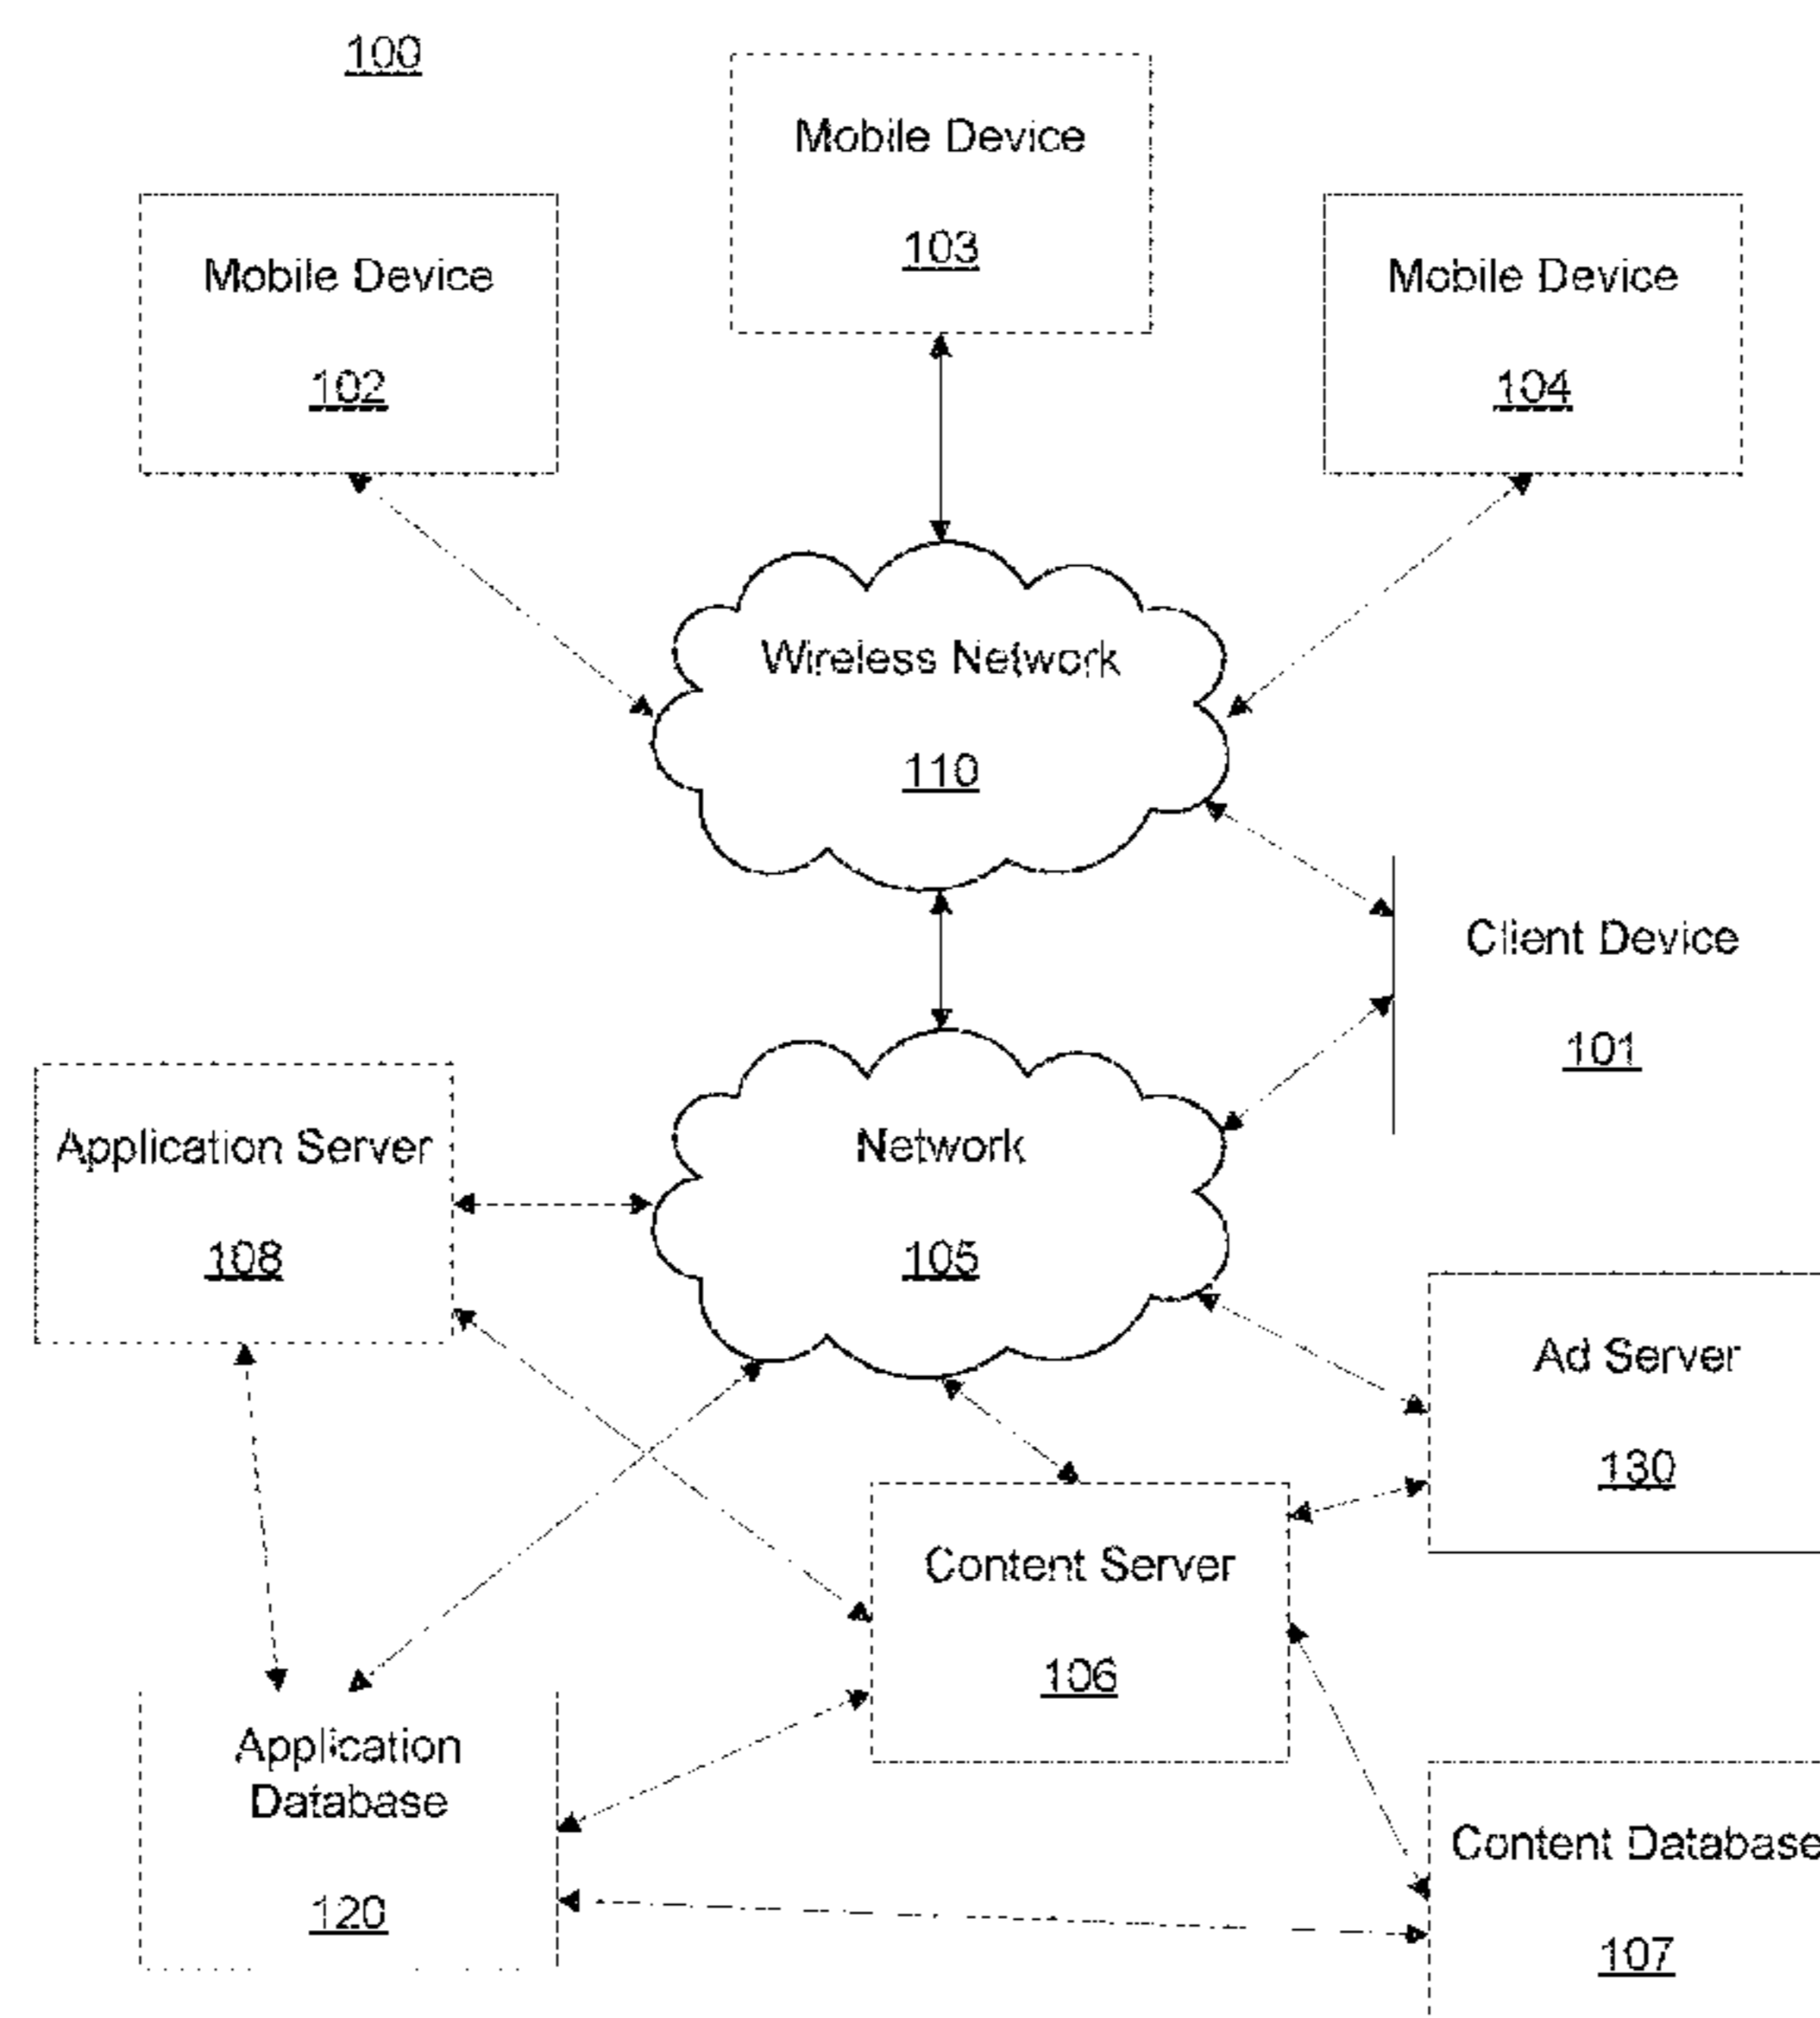 100
Mobile Device
103
Mobile Device
102
Mobile Device
104
Wireless Network
110
Client Device
101
Application Server
108
Network
105
Ad Server
130
Content Server
106
Application
Database
120
Content Database
107